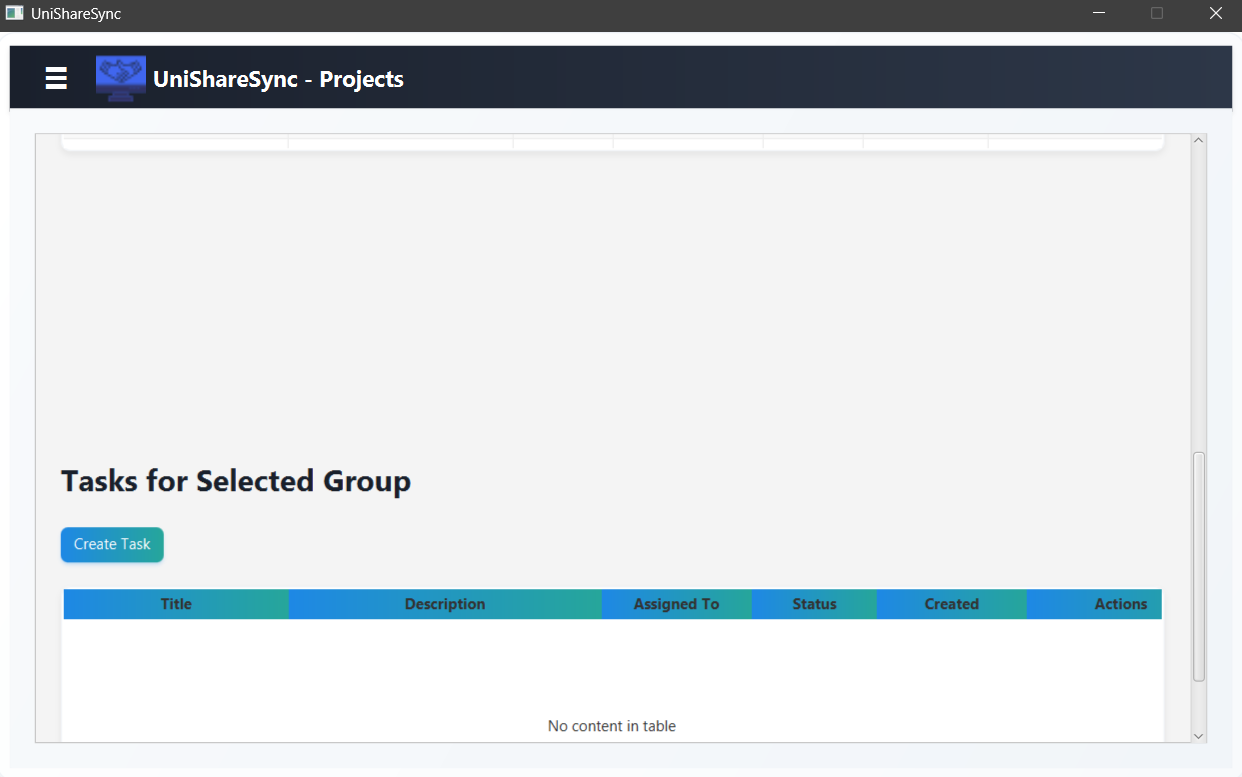 UniShareSync
UniShareSync - Projects
Tasks for Selected Group
Create Task
Title Description Assigned To Status Created Actions
No content in table